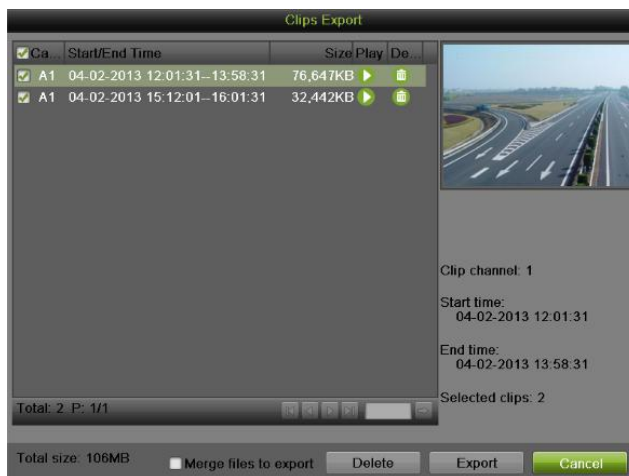 Clips Export
Ca... Start/End Time Size Play De...
A1 04-02-2013 12:01:31--13:58:31 76,647KB
A1 04-02-2013 15:12:01--16:01:31 32,442KB
Clip channel: 1
Start time:
04-02-2013 12:01:31
End time:
04-02-2013 13:58:31
Selected clips: 2
Total: 2 P: 1/1
Total size: 106MB
Merge files to export
Delete
Export
Cancel